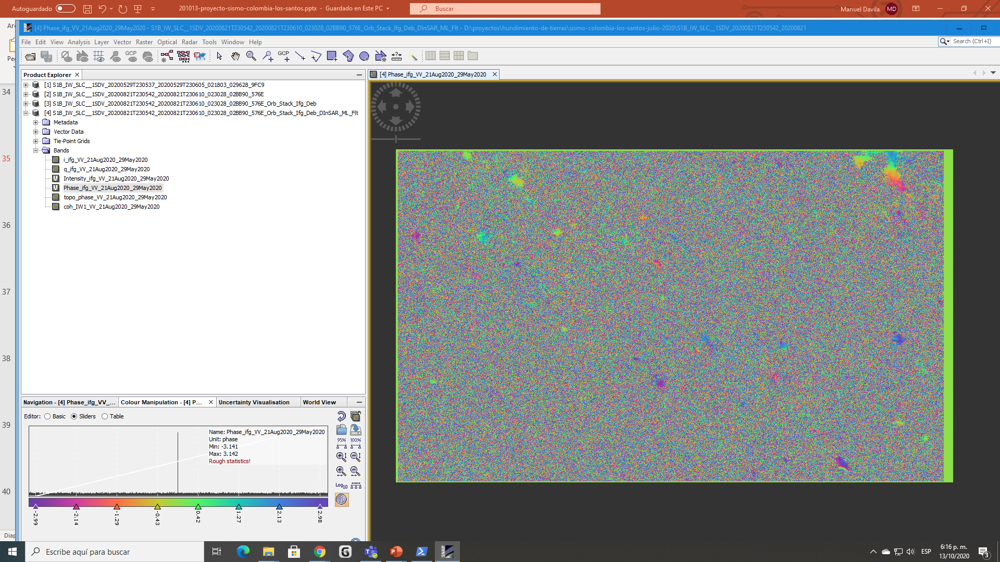 Autoguardado
201013-proyecto-sismo-colombia-los-santos.pptx - Guardado en Este PC
Buscar
Manuel Davila
MD
[4] Phase_ifg_VV_21Aug2020_29May2020 - S1B_IW_SLC__1SDV_20200821T230542_20200821T230610_023028_02BB90_576E_Orb_Stack_Ifg_Deb_DInSAR_ML_Flt - D:\proyectos\hundimiento-de-tierras\sismo-colombia-los-santos-julio-2020\S1B_IW_SLC__1SDV_20200821T230542_20200821
File Edit View Analysis Layer Vector Raster Optical Radar Tools Window Help
Search (Ctrl+I)
GCP
GCP
Product Explorer
[4] Phase_ifg_VV_21Aug2020_29May2020
[1] S1B_IW_SLC__1SDV_20200529T230537_20200529T230605_021803_029628_9FC9
[2] S1B_IW_SLC__1SDV_20200821T230542_20200821T230610_023028_02BB90_576E
[3] S1B_IW_SLC__1SDV_20200821T230542_20200821T230610_023028_02BB90_576E_Orb_Stack_Ifg_Deb
[4] S1B_IW_SLC__1SDV_20200821T230542_20200821T230610_023028_02BB90_576E_Orb_Stack_Ifg_Deb_DInSAR_ML_Flt
Metadata
Vector Data
Tie-Point Grids
Bands
i_ifg_VV_21Aug2020_29May2020
q_ifg_VV_21Aug2020_29May2020
Intensity_ifg_VV_21Aug2020_29May2020
Phase_ifg_VV_21Aug2020_29May2020
topo_phase_VV_21Aug2020_29May2020
coh_IW1_VV_21Aug2020_29May2020
34
35
36
37
38
39
40
Navigation - [4] Phase_ifg_VV_...
Colour Manipulation - [4] P...
Uncertainty Visualisation
World View
Editor: Basic Sliders Table
Name: Phase_ifg_VV_21Aug2020_29May2020
Unit: phase
Min: -3.141
Max: 3.142
Rough statistics!
95% 100%
Log10
-2.99
-2.14
-1.29
-0.43
0.42
1.27
2.13
2.98
Diap
Escribe aquí para buscar
SNAP
ESP
6:16 p. m.
13/10/2020
3